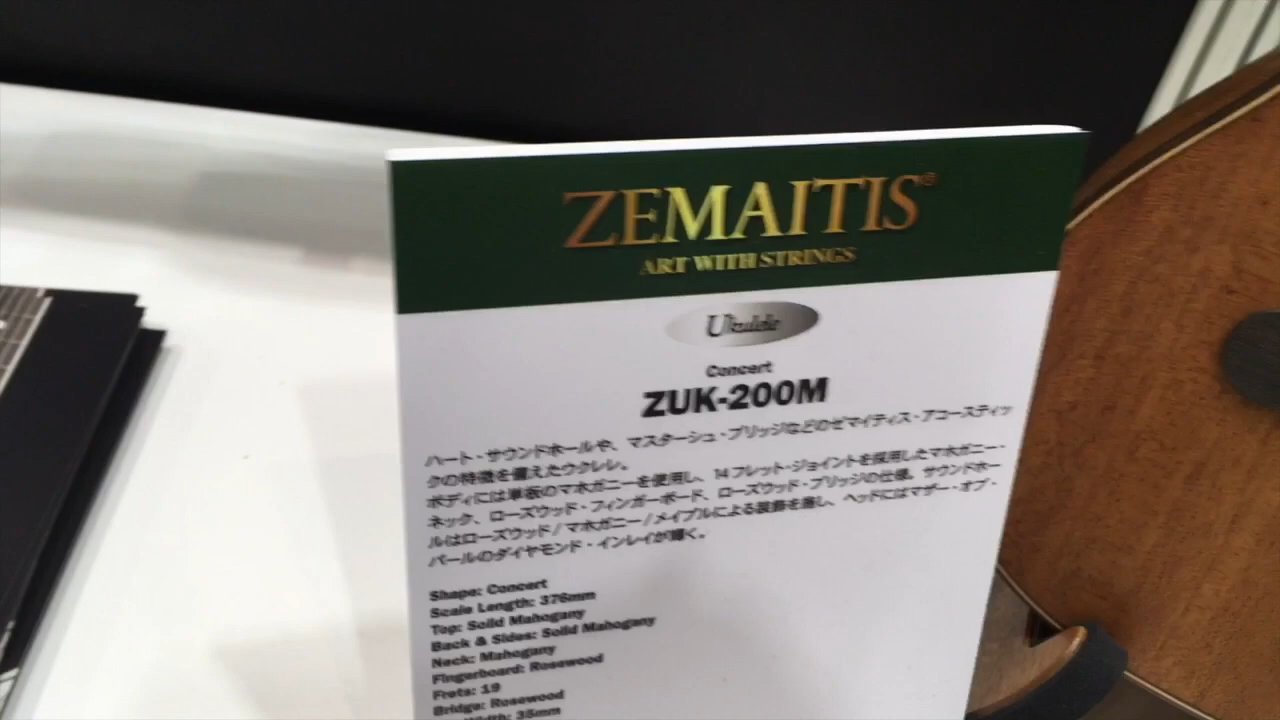 ZEMAITIS®
ART WITH STRINGS
Ukulele
Concert
ZUK-200M
ハート・サウンドホールや、マスターシュ・ブリッジなどのゼマイティス・アコースティッ
クの特徴を備えたウクレレ。
ボディには単板のマホガニーを使用し、14フレット・ジョイントを採用したマホガニー・
ネック、ローズウッド・フィンガーボード、ローズウッド・ブリッジの仕様。サウンドホー
ルはローズウッド/マホガニー/メイプルによる装飾を施し、ヘッドにはマザー・オブ・
パールのダイヤモンド・インレイが輝く。
Shape: Concert
Scale Length: 376mm
Top: Solid Mahogany
Back & Sides: Solid Mahogany
Neck: Mahogany
Fingerboard: Rosewood
Frets: 19
Bridge: Rosewood
Width: 35mm